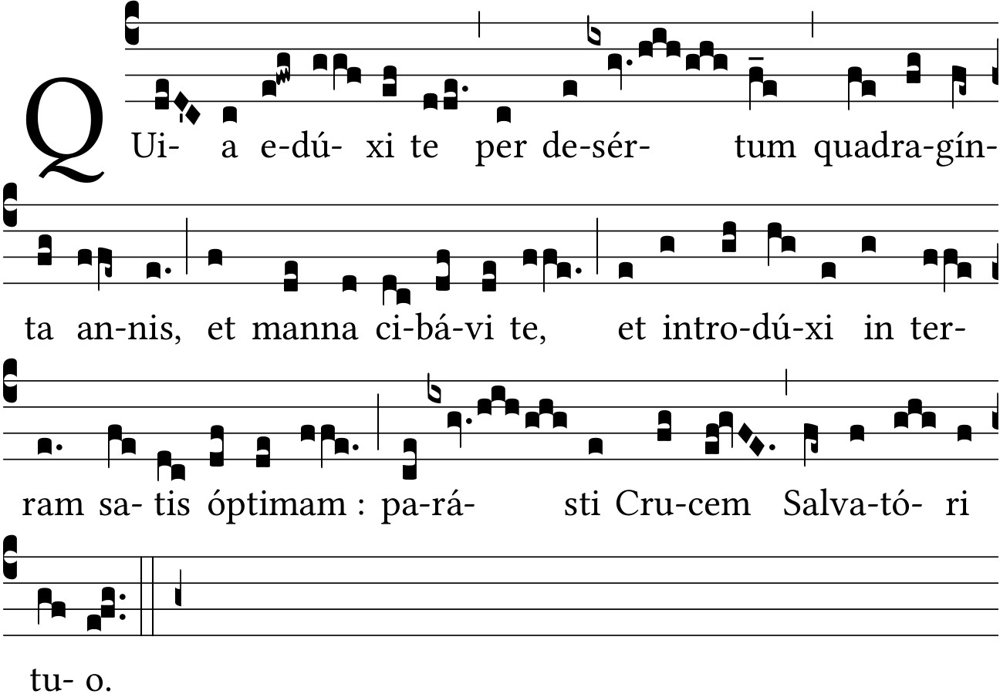 QUi- a e-dú- xi te per de-sér- tum quadra-gín-
ta an-nis, et manna ci-bá-vi te, et intro-dú-xi in ter-
ram sa- tis óptimam : pa-rá- sti Cru-cem Salva-tó- ri
tu- o.